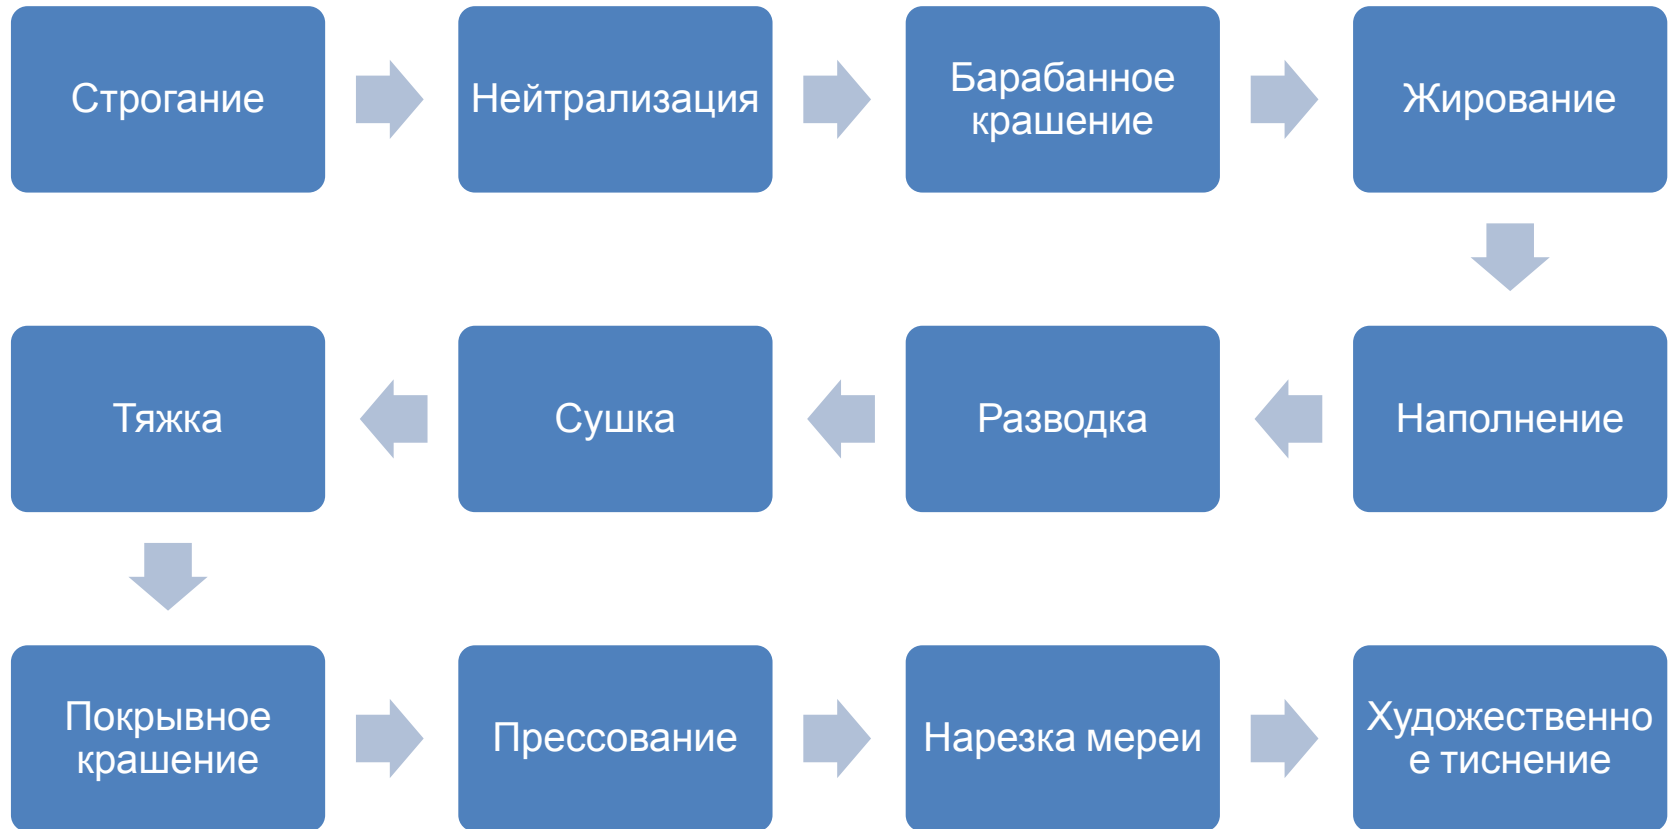 Строгание
Нейтрализация
Барабанное
крашение
Жирование
Наполнение
Разводка
Сушка
Тяжка
Покрывное
крашение
Прессование
Нарезка мереи
Художественно
е тиснение